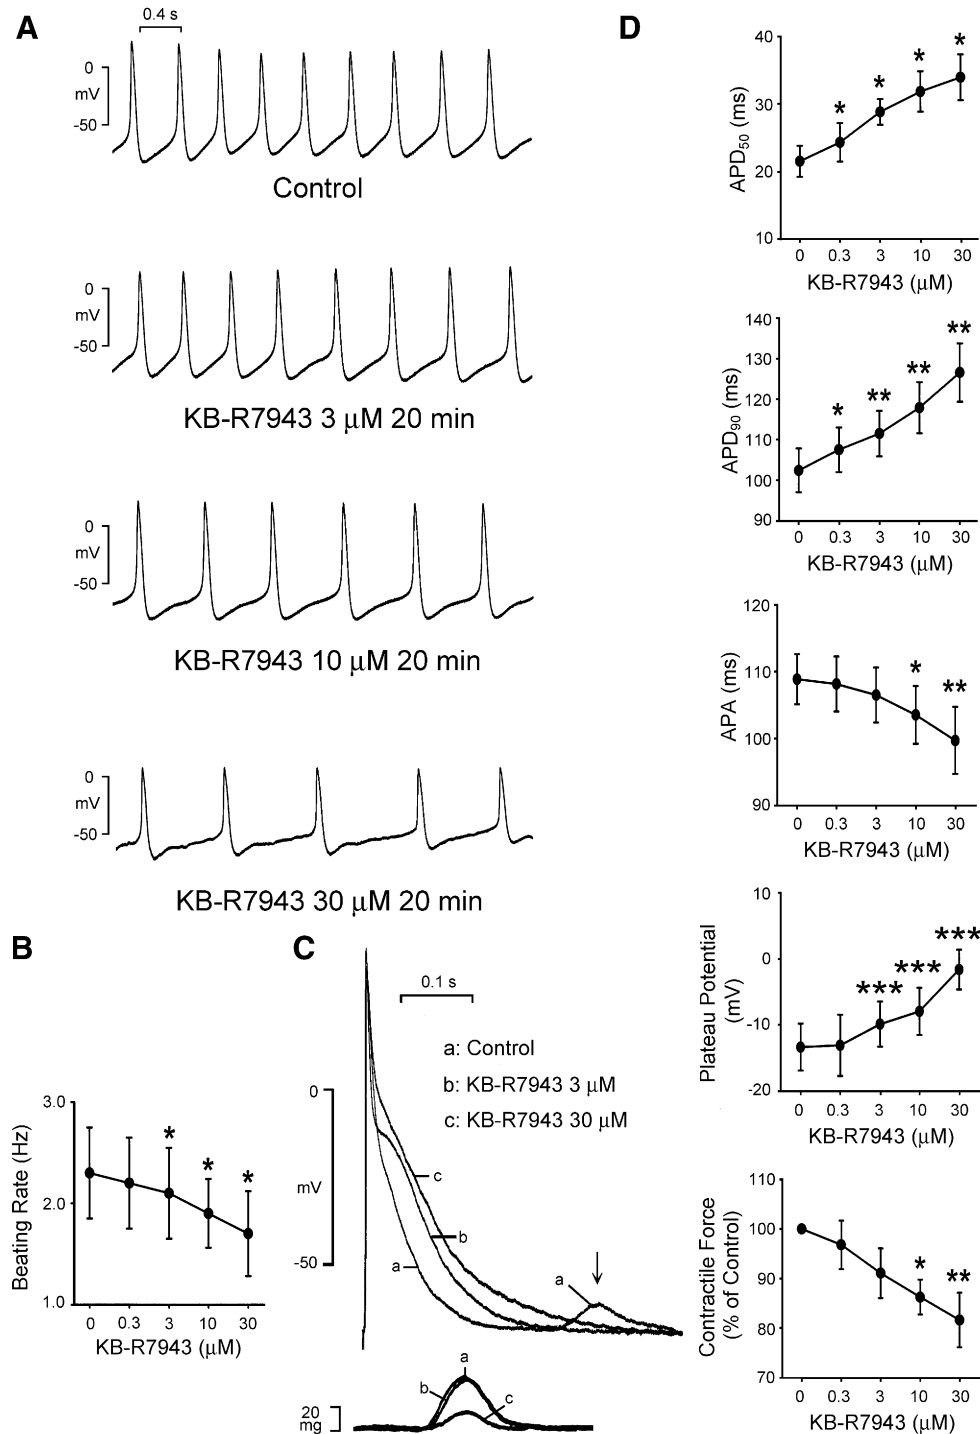 A
0.4 s
0
mV
-50
Control
0
mV
-50
KB-R7943 3 μM 20 min
0
mV
-50
KB-R7943 10 μM 20 min
0
mV
-50
KB-R7943 30 μM 20 min
B
3.0
2.0
1.0
Beating Rate (Hz)
*
*
*
0 0.3 3 10 30
KB-R7943 (μM)
C
0.1 s
a: Control
b: KB-R7943 3 μM
c: KB-R7943 30 μM
0
mV
-50
c
b
a
a
a
b
c
20
mg
D
40
30
20
10
APD50 (ms)
* * * *
0 0.3 3 10 30
KB-R7943 (μM)
140
130
120
110
100
90
APD90 (ms)
* ** ** **
0 0.3 3 10 30
KB-R7943 (μM)
120
110
100
90
APA (ms)
* **
0 0.3 3 10 30
KB-R7943 (μM)
10
0
-10
-20
Plateau Potential
(mV)
*** *** ***
0 0.3 3 10 30
KB-R7943 (μM)
110
100
90
80
70
Contractile Force
(% of Control)
* **
0 0.3 3 10 30
KB-R7943 (μM)